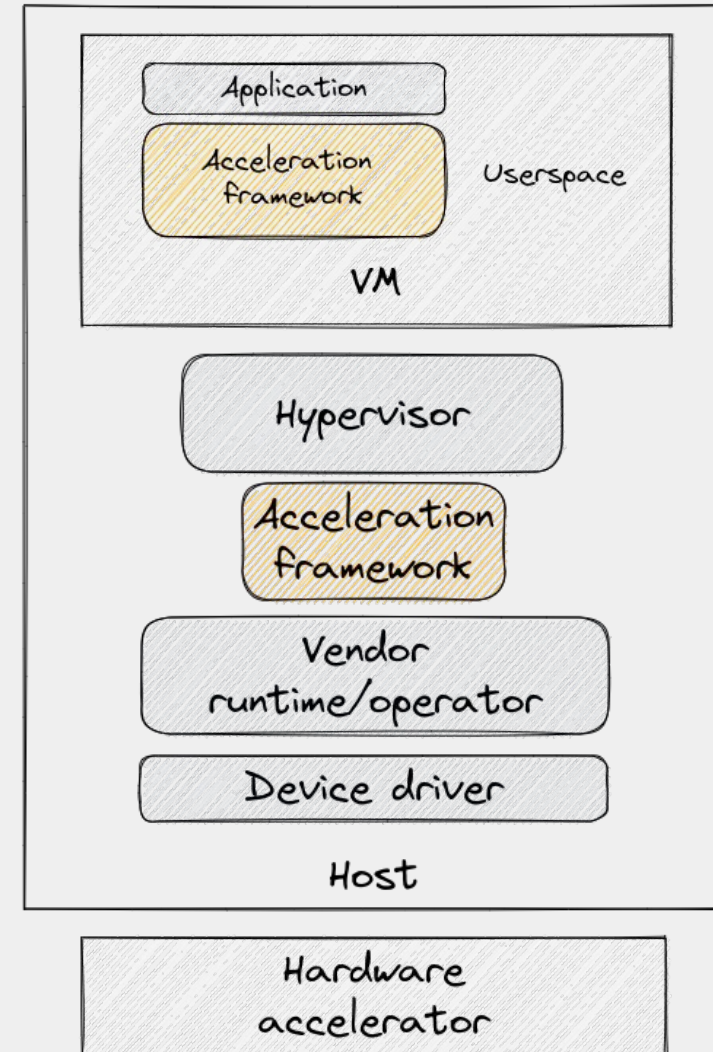 Application
Acceleration
framework
Userspace
VM
Hypervisor
Acceleration
framework
Vendor
runtime/operator
Device driver
Host
Hardware
accelerator